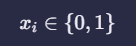 xᵢ ∈ {0, 1}